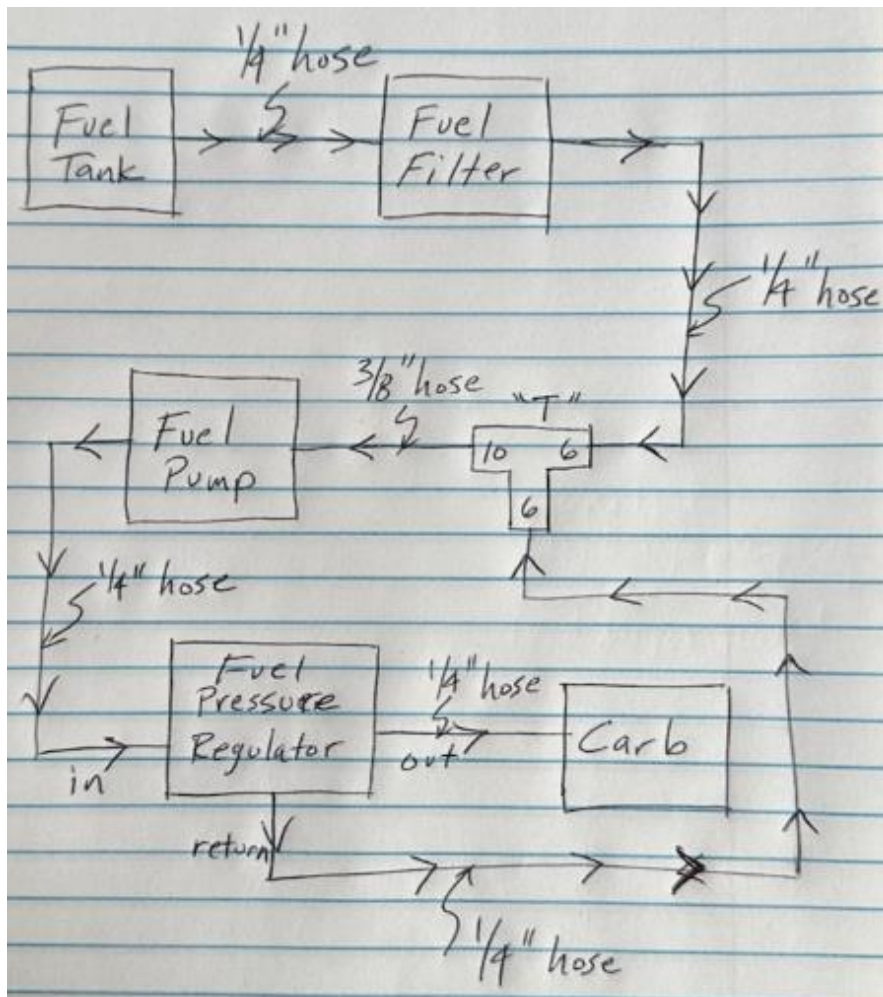 1/4" hose
Fuel
Tank
Fuel
Filter
1/4" hose
3/8" hose
"T"
10
6
6
Fuel
Pump
1/4" hose
Fuel
Pressure
Regulator
in
out
1/4" hose
Carb
return
1/4" hose